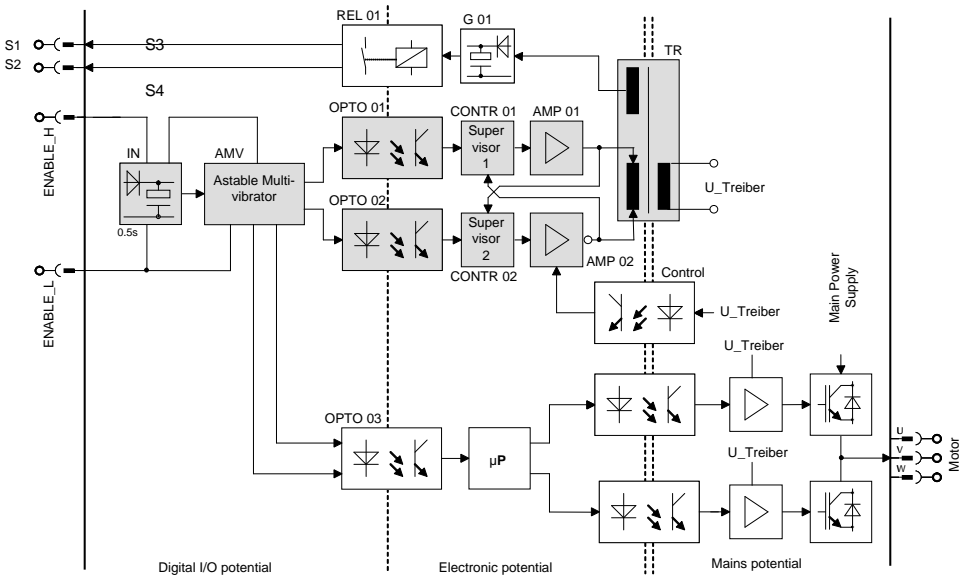 REL 01
G 01
TR
S1
S3
S2
S4
ENABLE_H
OPTO 01
CONTR 01
AMP 01
IN
AMV
Super
visor
1
Astable Multi-
vibrator
U_Treiber
OPTO 02
Super
visor
2
0.5s
AMP 02
CONTR 02
ENABLE_L
Control
U_Treiber
Main Power
Supply
U_Treiber
OPTO 03
µP
U
V
W
Motor
U_Treiber
Digital I/O potential
Electronic potential
Mains potential